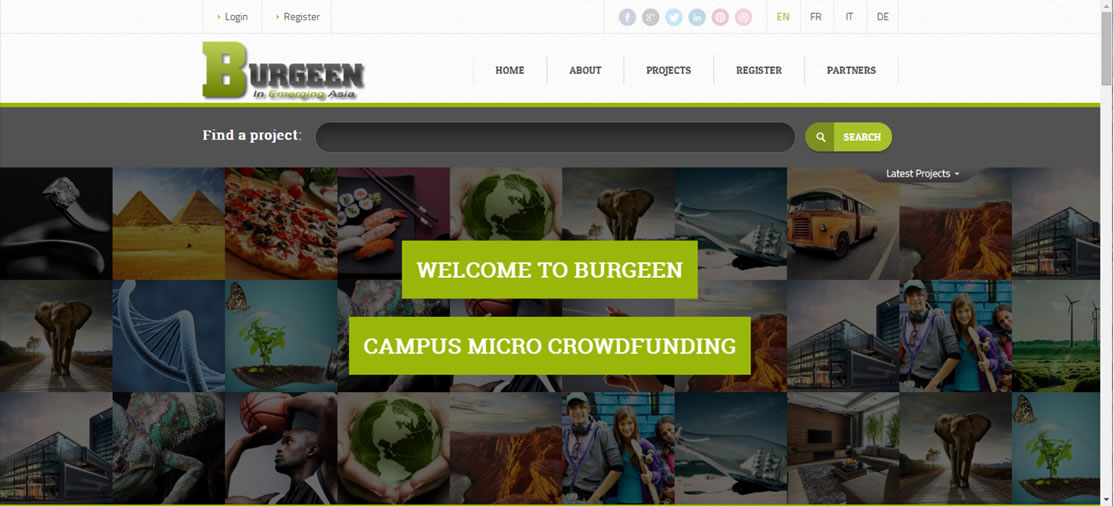 Login
Register
EN
FR
IT
DE
BURGEEN
In Emerging Asia
HOME
ABOUT
PROJECTS
REGISTER
PARTNERS
Find a project:
SEARCH
Latest Projects
WELCOME TO BURGEEN
CAMPUS MICRO CROWDFUNDING